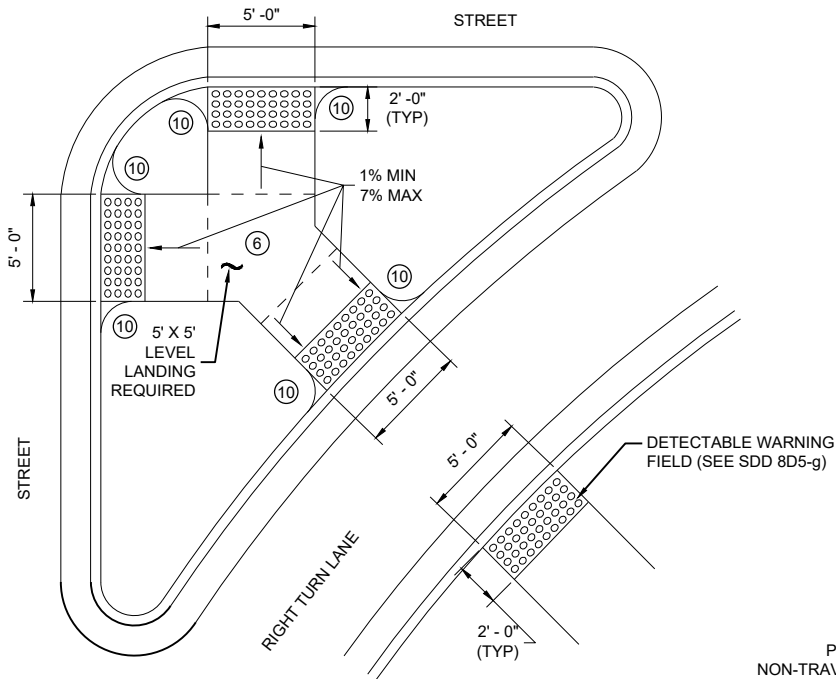 5' -0"
STREET
2' -0"
(TYP)
10
10
10
1% MIN
7% MAX
5' - 0"
6
10
10
5' X 5'
LEVEL
LANDING
REQUIRED
10
5' - 0"
5' - 0"
DETECTABLE WARNING
FIELD (SEE SDD 8D5-g)
STREET
RIGHT TURN LANE
2' - 0"
(TYP)
P
NON-TRAV